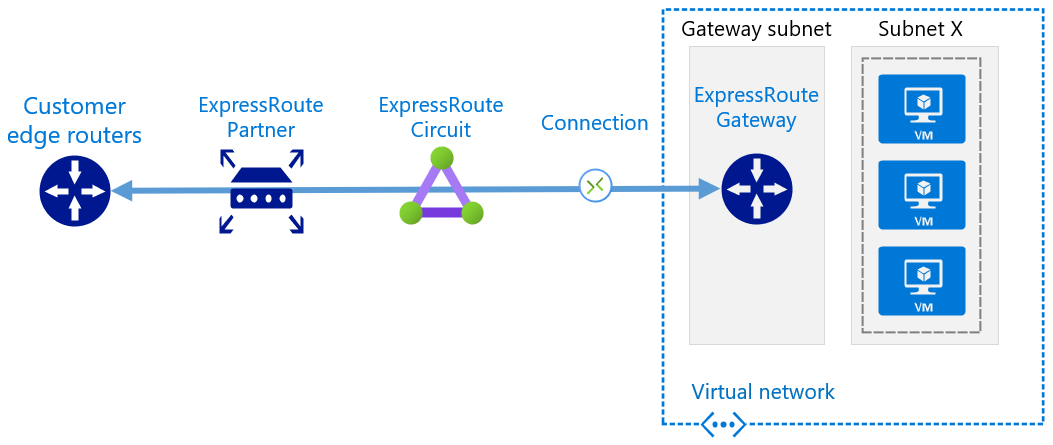 Gateway subnet
Subnet X
Customer
edge routers
ExpressRoute
Partner
ExpressRoute
Circuit
Connection
ExpressRoute
Gateway
VM
VM
VM
Virtual network